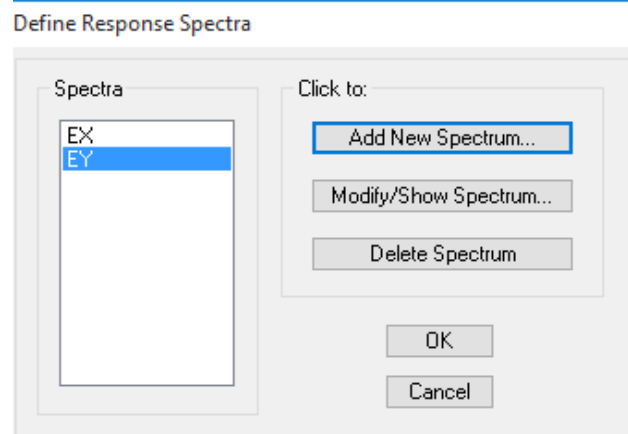 Define Response Spectra
Spectra
EX
EY
Click to:
Add New Spectrum...
Modify/Show Spectrum...
Delete Spectrum
OK
Cancel